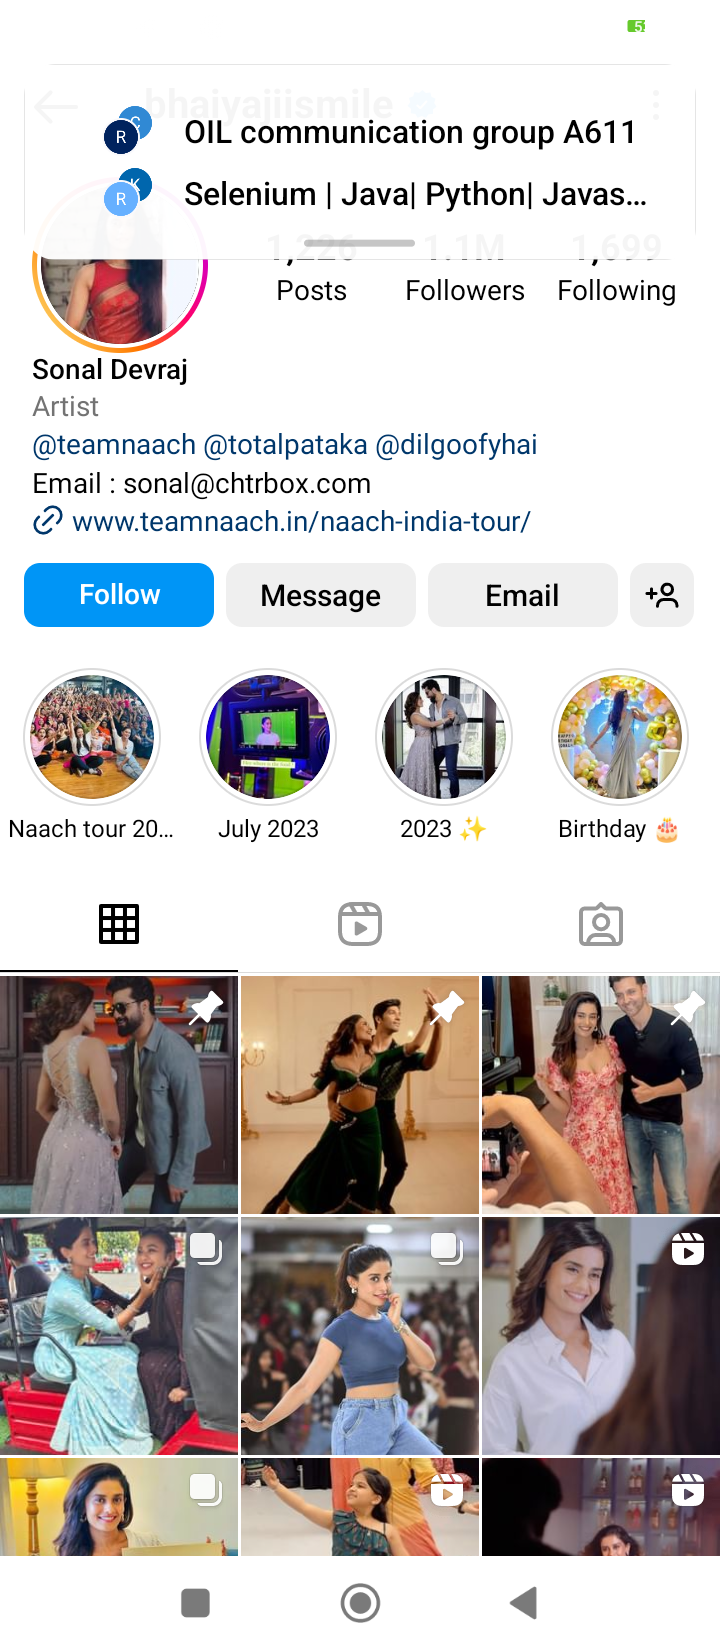 5
bhaiyajiismile
C
R
OIL communication group A611
K
R
Selenium | Java| Python| Javas...
1,226
1.1M
1,699
Posts
Followers
Following
Sonal Devraj
Artist
@teamnaach @totalpataka @dilgoofyhai
Email : sonal@chtrbox.com
www.teamnaach.in/naach-india-tour/
Follow
Message
Email
Naach tour 20...
July 2023
2023 ✨
Birthday 🎂